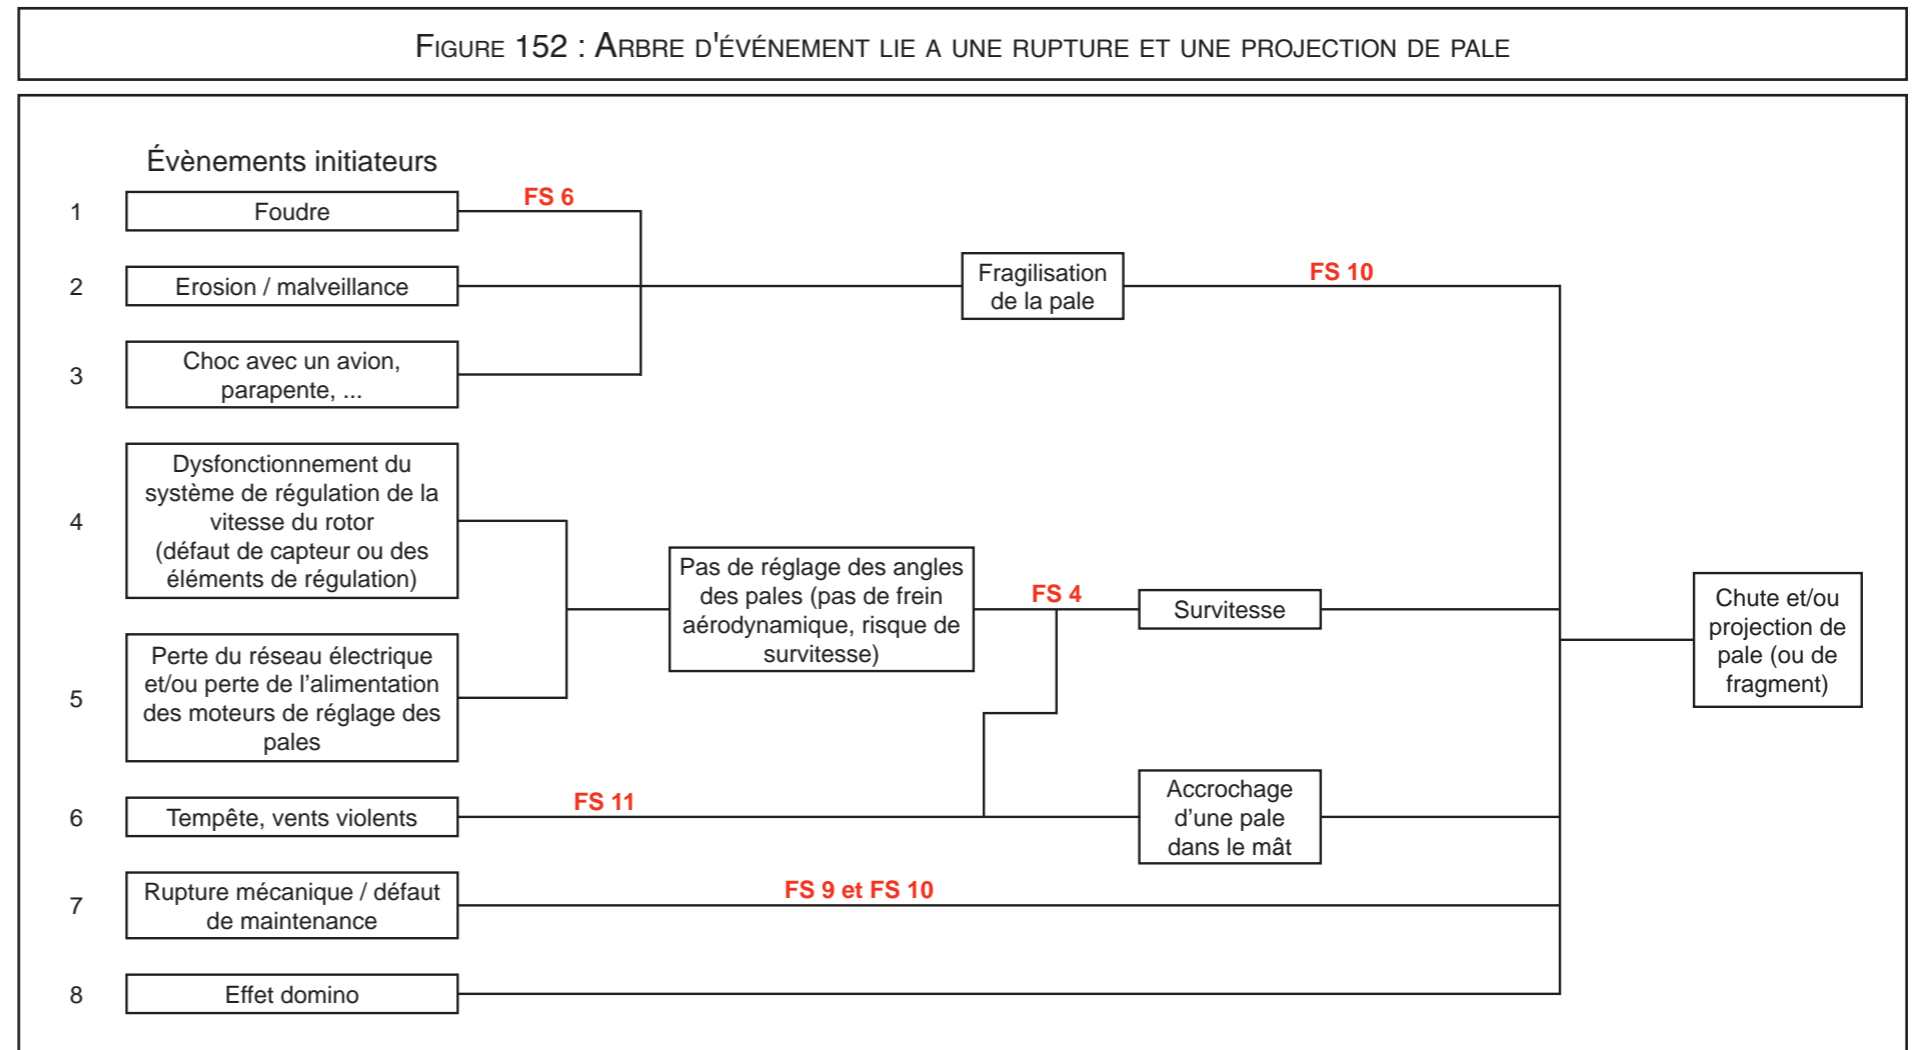 FIGURE 152 : ARBRE D'ÉVÉNEMENT LIE A UNE RUPTURE ET UNE PROJECTION DE PALE
Évènements initiateurs
1
Foudre
FS 6
2
Erosion / malveillance
Fragilisation
de la pale
FS 10
3
Choc avec un avion,
parapente, ...
4
Dysfonctionnement du
système de régulation de la
vitesse du rotor
(défaut de capteur ou des
éléments de régulation)
Pas de réglage des angles
des pales (pas de frein
aérodynamique, risque de
survitesse)
FS 4
Survitesse
Chute et/ou
projection de
pale (ou de
fragment)
5
Perte du réseau électrique
et/ou perte de l’alimentation
des moteurs de réglage des
pales
6
Tempête, vents violents
FS 11
Accrochage
d’une pale
dans le mât
7
Rupture mécanique / défaut
de maintenance
FS 9 et FS 10
8
Effet domino